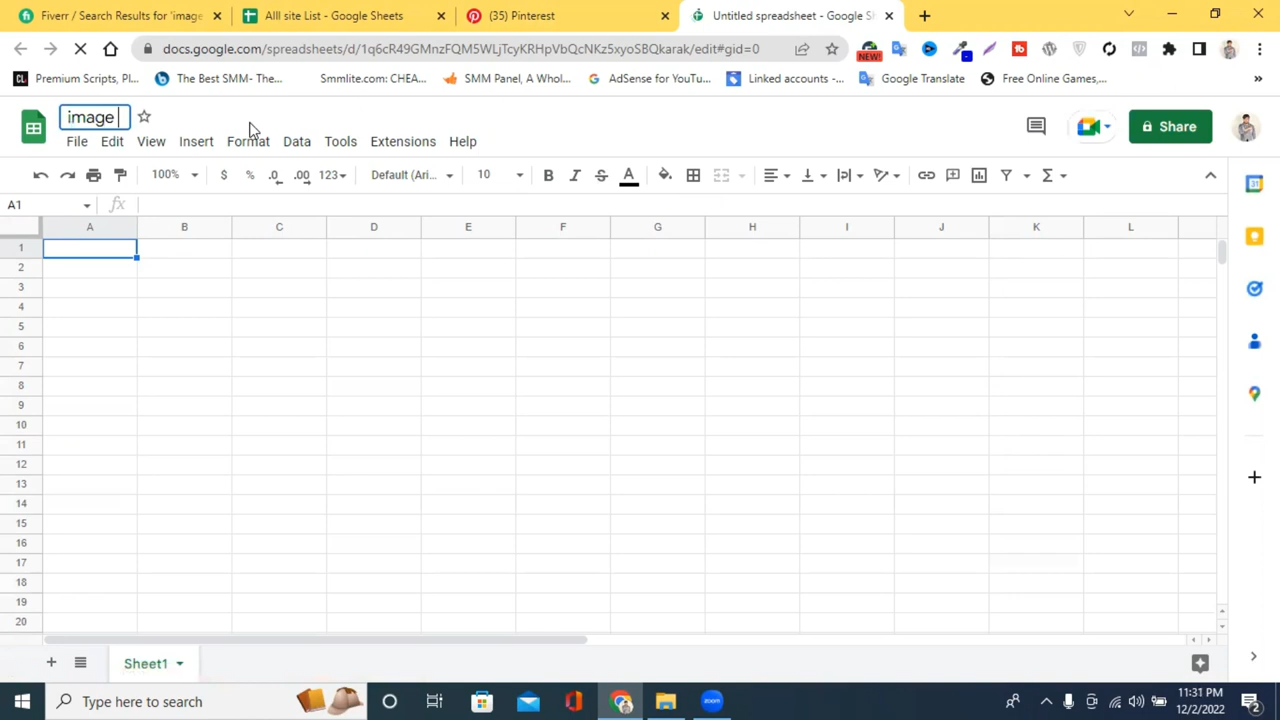 Fiverr / Search Results for 'image
Alll site List - Google Sheets
(35) Pinterest
Untitled spreadsheet - Google S
docs.google.com/spreadsheets/d/1q6cR49GMnzFQM5WLjTcyKRHpVbQcNKz5xyoSBQkarak/edit#gid=0
NEW!
CL Premium Scripts, Pl...
The Best SMM- The...
Smmlite.com: CHEA...
SMM Panel, A Whol...
AdSense for YouTu...
Linked accounts -...
Google Translate
Free Online Games,...
»
image
File Edit View Insert Format Data Tools Extensions Help
Share
100% $ % .0 .00 123 Default (Ari... 10 B I S A Σ
A1 fx
A B C D E F G H I J K L
1
2
3
4
5
6
7
8
9
10
11
12
13
14
15
16
17
18
19
20
31
Sheet1
Type here to search
zoom
11:31 PM
12/2/2022
2